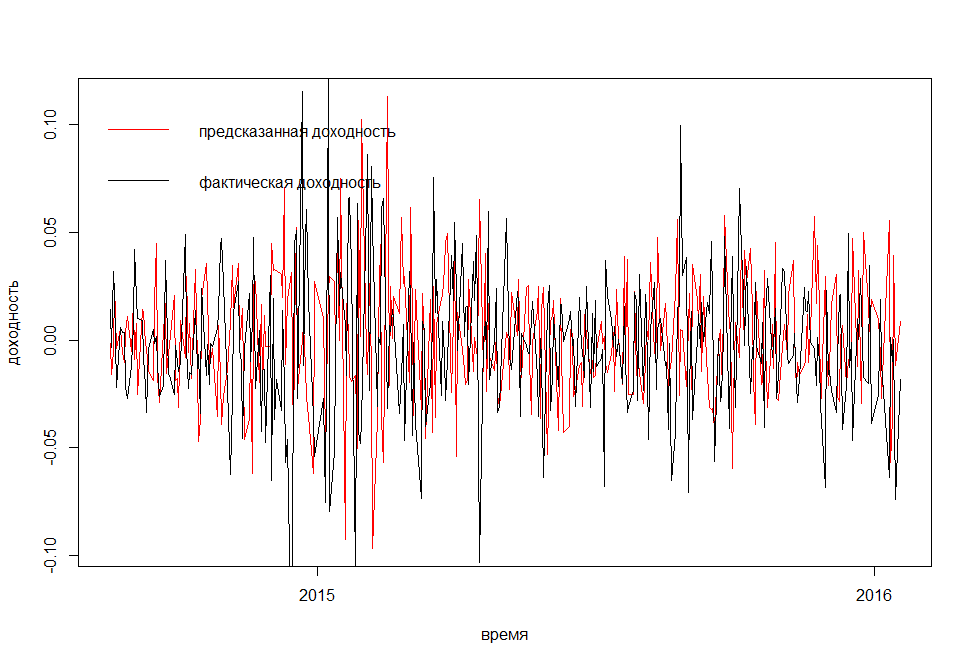 0.10
предсказанная доходность
фактическая доходность
0.05
доходность
0.00
-0.05
-0.10
2015
2016
время